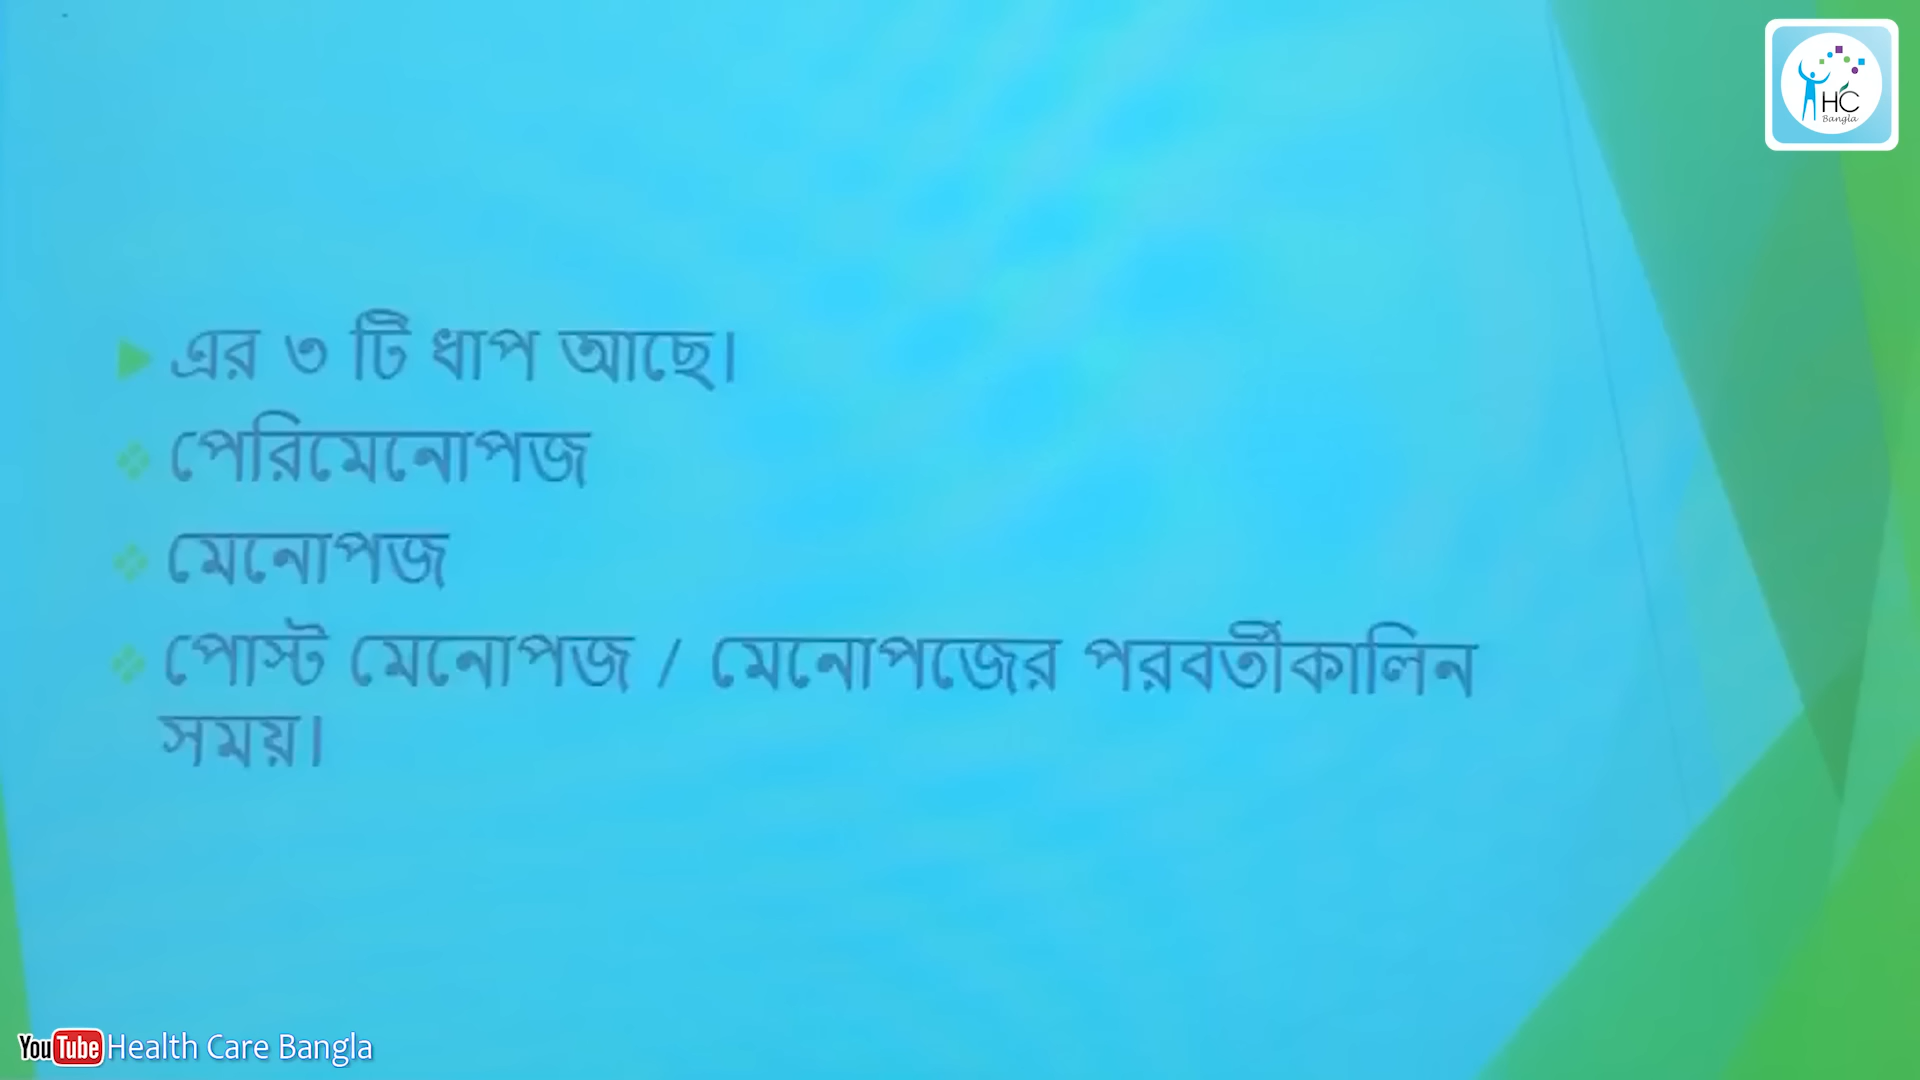 HC
Bangla
এর ৩ টি ধাপ আছে।
পেরিমেনোপজ
মেনোপজ
পোস্ট মেনোপজ / মেনোপজের পরবর্তীকালিন
সময়।
YouTube Health Care Bangla